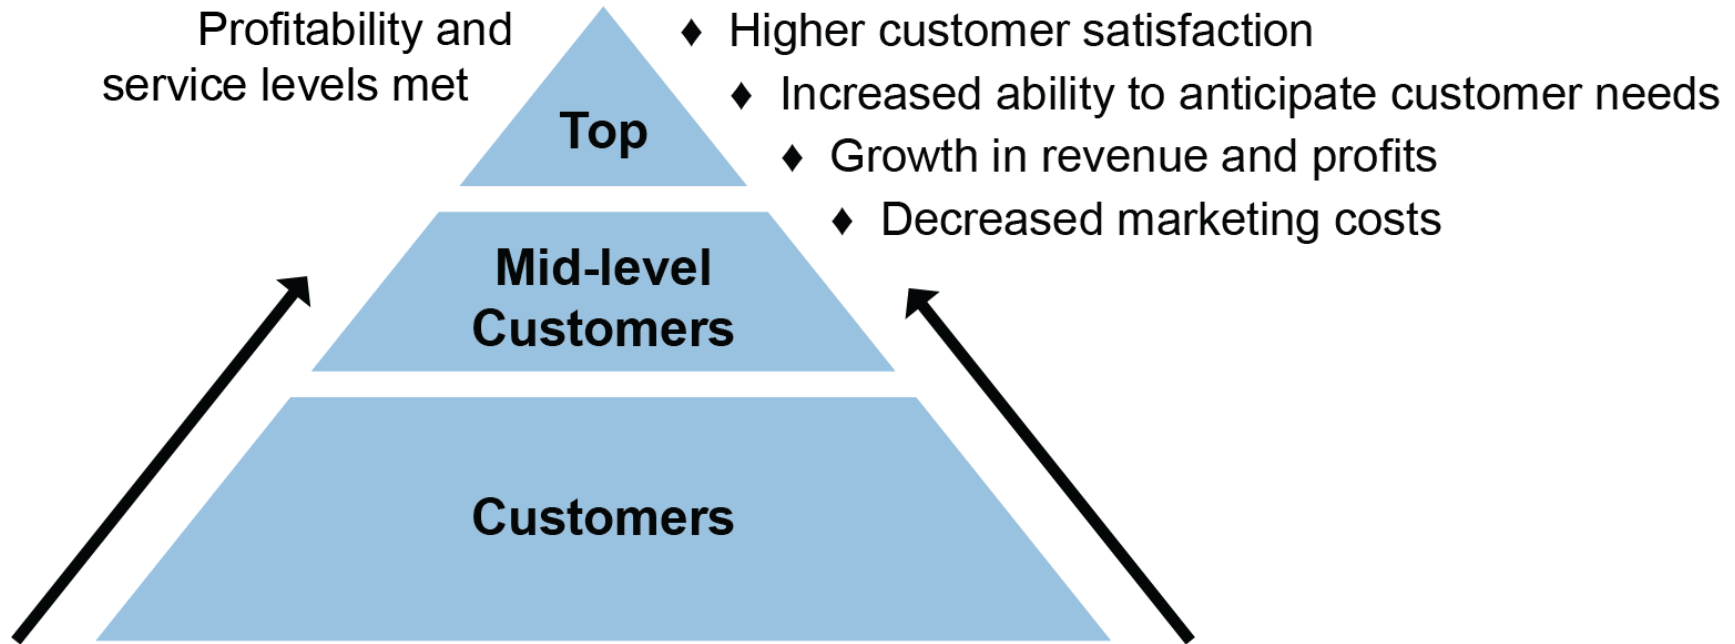 Profitability and
service levels met
♦ Higher customer satisfaction
♦ Increased ability to anticipate customer needs
♦ Growth in revenue and profits
♦ Decreased marketing costs
Top
Mid-level
Customers
Customers